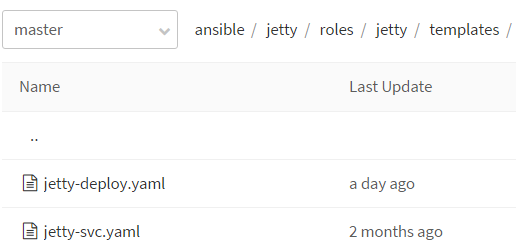 master ansible / jetty / roles / jetty / templates /
Name Last Update
..
jetty-deploy.yaml a day ago
jetty-svc.yaml 2 months ago